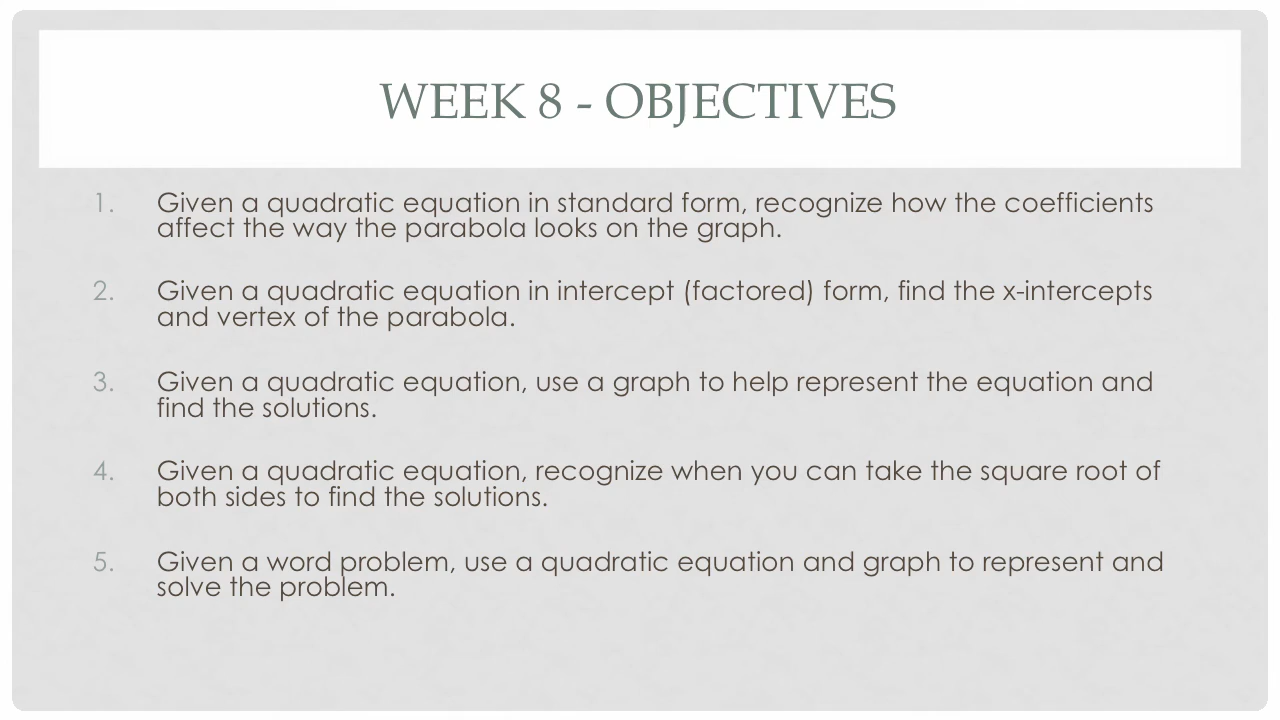 WEEK 8 - OBJECTIVES
1. Given a quadratic equation in standard form, recognize how the coefficients
affect the way the parabola looks on the graph.
2. Given a quadratic equation in intercept (factored) form, find the x-intercepts
and vertex of the parabola.
3. Given a quadratic equation, use a graph to help represent the equation and
find the solutions.
4. Given a quadratic equation, recognize when you can take the square root of
both sides to find the solutions.
5. Given a word problem, use a quadratic equation and graph to represent and
solve the problem.